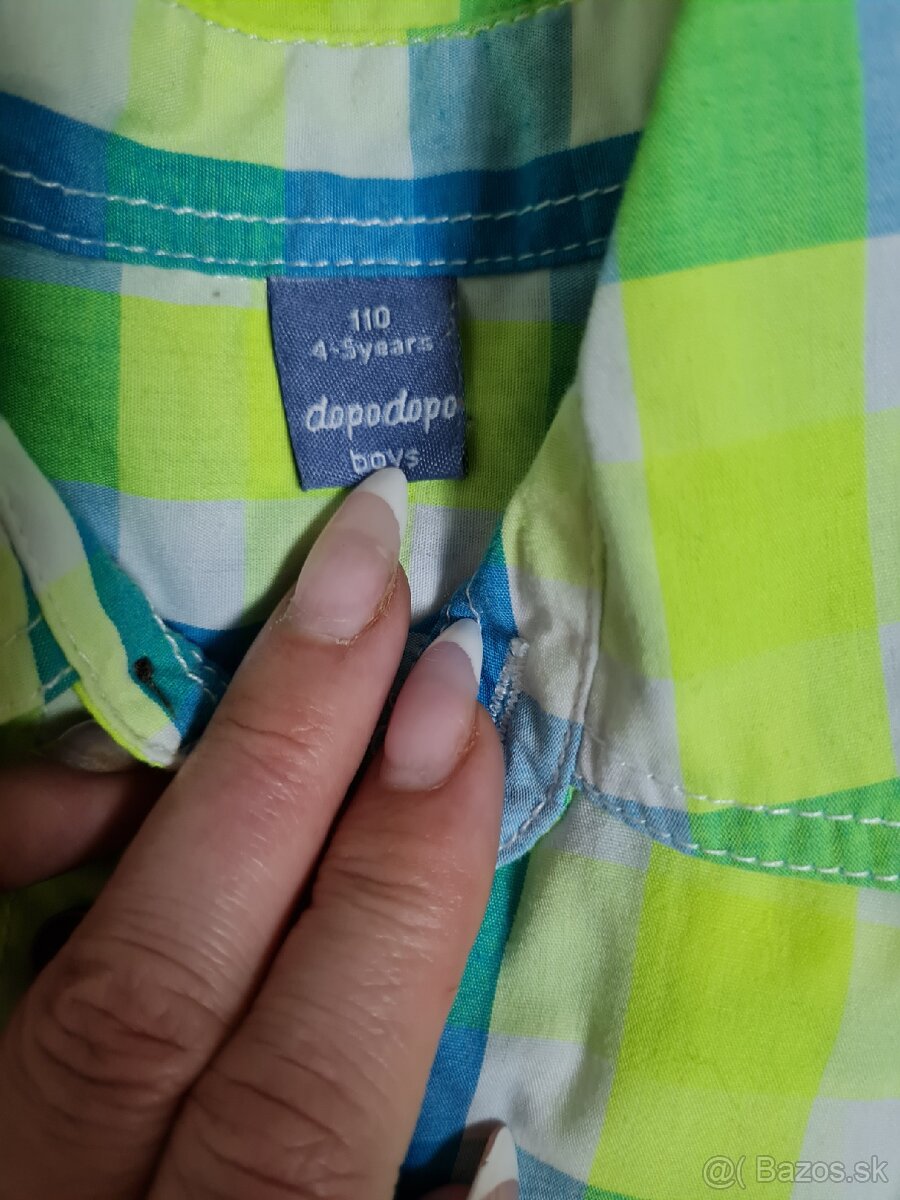 110
4-5years
dopodopo
boys
@( Bazos.sk